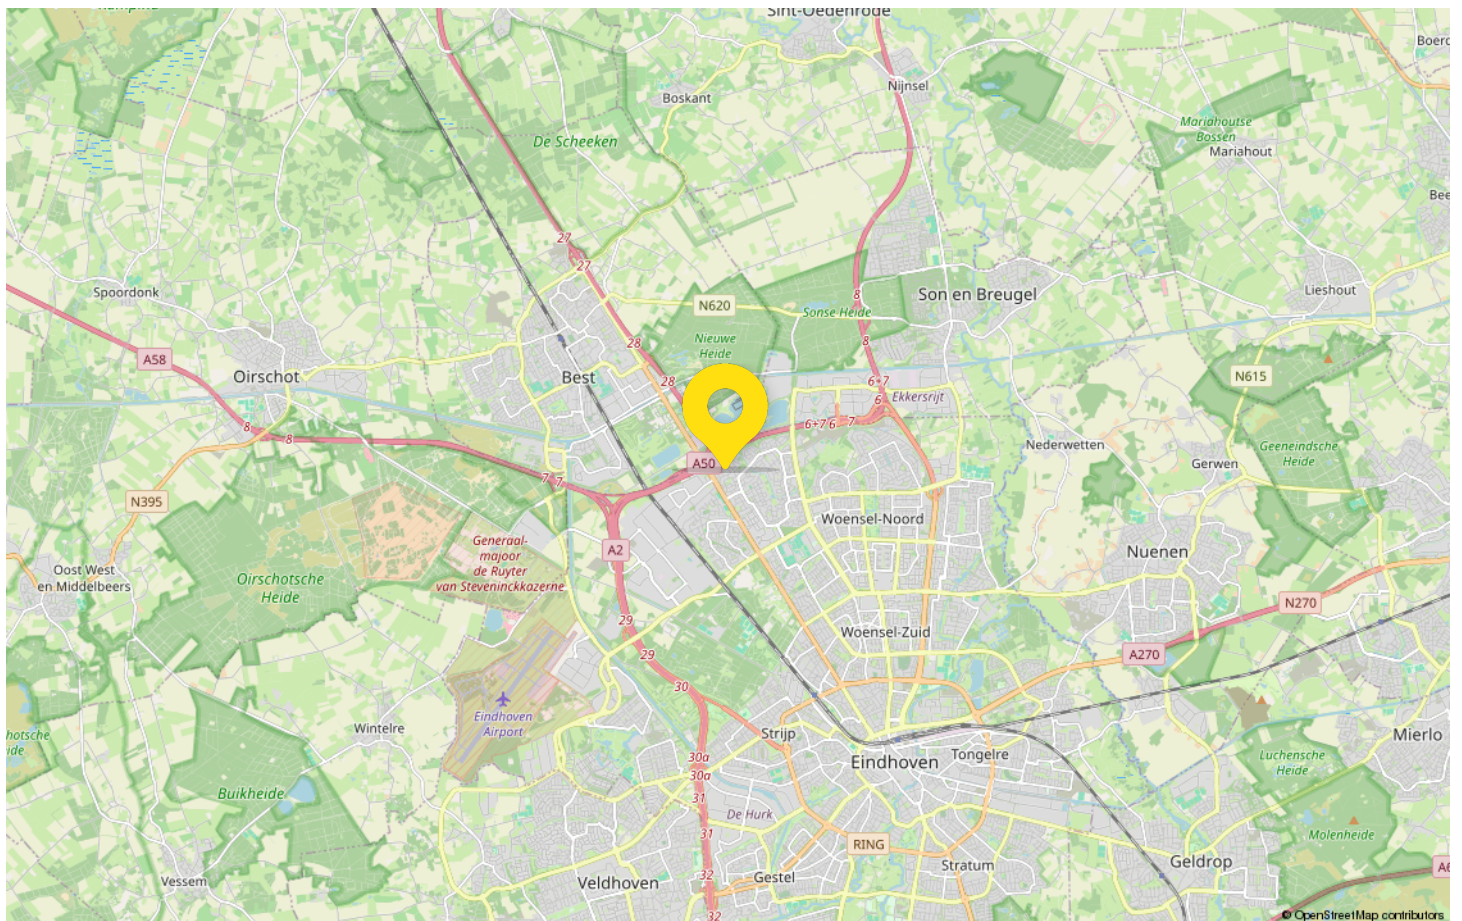 Sint-Oedenrode
Boskant
Nijnsel
De Scheeken
Mariahoutse
Bossen
Mariahout
27
27
Spoordonk
Son en Breugel
Lieshout
8
N620
Sonse Heide
Nieuwe
Heide
28
8
A58
Oirschot
Best
28
6+7
6
Ekkersrijt
N615
8
8
6+7
6
7
Nederwetten
Geeneindsche
Heide
Gerwen
A50
7
7
N395
Woensel-Noord
Generaal-
majoor
de Ruyter
van Steveninckkazerne
A2
Nuenen
Oost West
en Middelbeers
Oirschotsche
Heide
N270
29
29
Woensel-Zuid
A270
30
Eindhoven
Airport
Wintelre
Strijp
Eindhoven
Tongelre
Mierlo
Luchensche
Heide
30a
30a
31
Buikheide
De Hurk
31
RING
Molenheide
Vessem
Veldhoven
32
Gestel
Stratum
Geldrop
32
© OpenStreetMap contributors